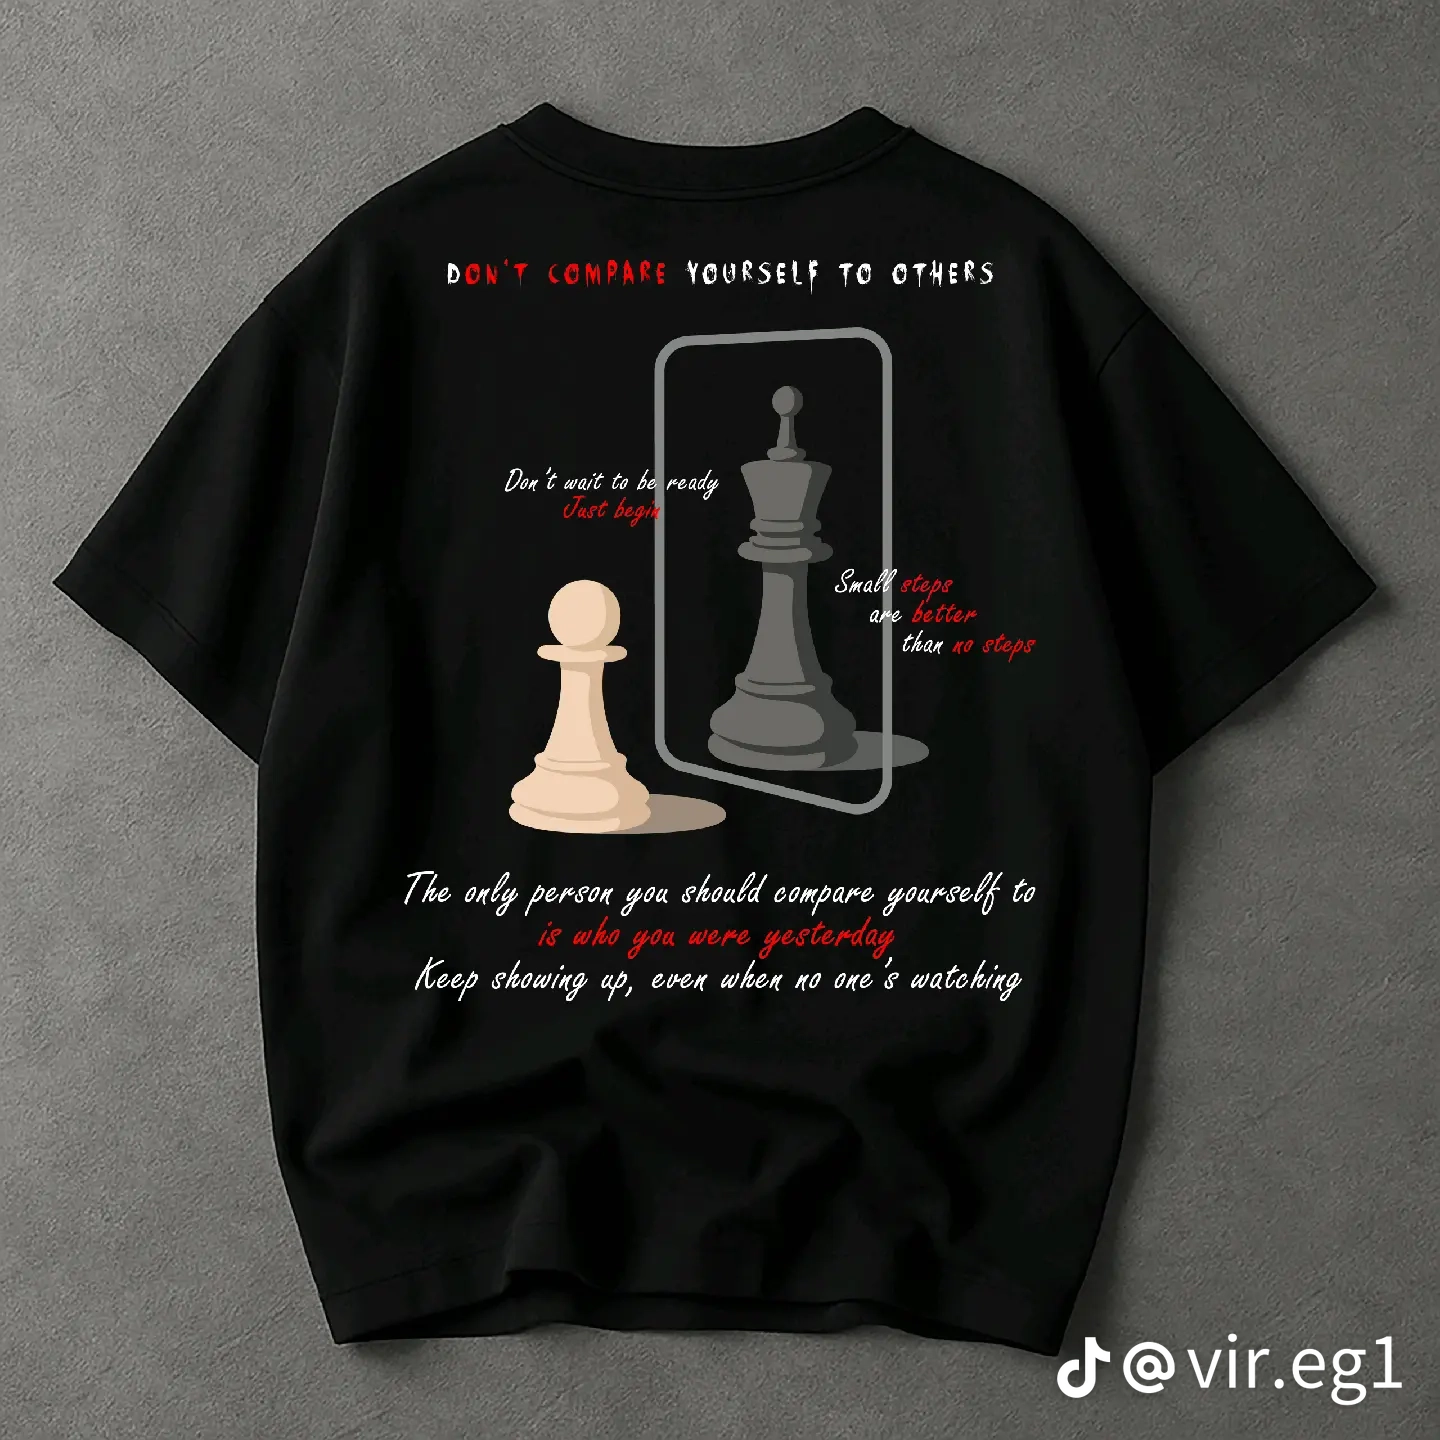 DON'T COMPARE YOURSELF TO OTHERS
Don't wait to be ready
Just begin
Small steps
are better
than no steps
The only person you should compare yourself to
is who you were yesterday
Keep showing up, even when no one's watching
@vir.eg1